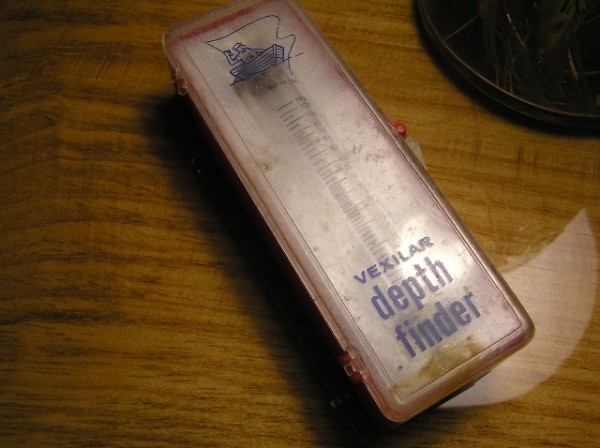 VEXILAR
depth
finder